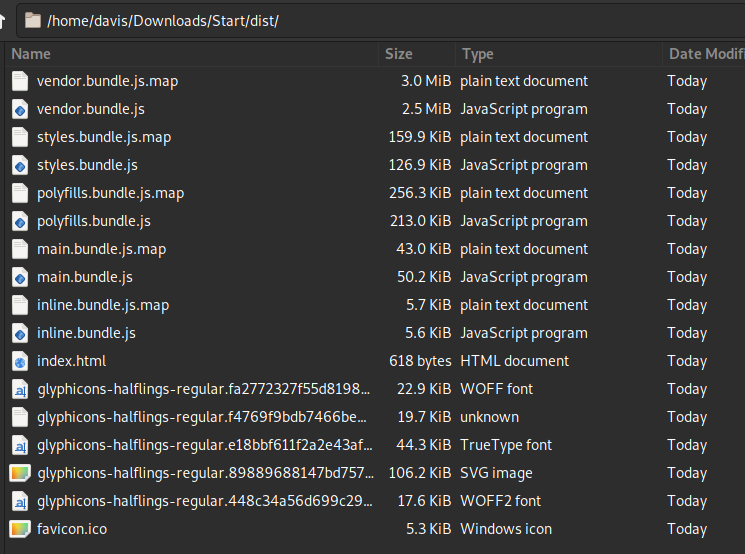 /home/davis/Downloads/Start/dist/
Name Size Type Date Modifi
vendor.bundle.js.map 3.0 MiB plain text document Today
vendor.bundle.js 2.5 MiB JavaScript program Today
styles.bundle.js.map 159.9 KiB plain text document Today
styles.bundle.js 126.9 KiB JavaScript program Today
polyfills.bundle.js.map 256.3 KiB plain text document Today
polyfills.bundle.js 213.0 KiB JavaScript program Today
main.bundle.js.map 43.0 KiB plain text document Today
main.bundle.js 50.2 KiB JavaScript program Today
inline.bundle.js.map 5.7 KiB plain text document Today
inline.bundle.js 5.6 KiB JavaScript program Today
index.html 618 bytes HTML document Today
glyphicons-halflings-regular.fa2772327f55d8198... 22.9 KiB WOFF font Today
glyphicons-halflings-regular.f4769f9bdb7466be... 19.7 KiB unknown Today
glyphicons-halflings-regular.e18bbf611f2a2e43af... 44.3 KiB TrueType font Today
glyphicons-halflings-regular.89889688147bd757... 106.2 KiB SVG image Today
glyphicons-halflings-regular.448c34a56d699c29... 17.6 KiB WOFF2 font Today
favicon.ico 5.3 KiB Windows icon Today